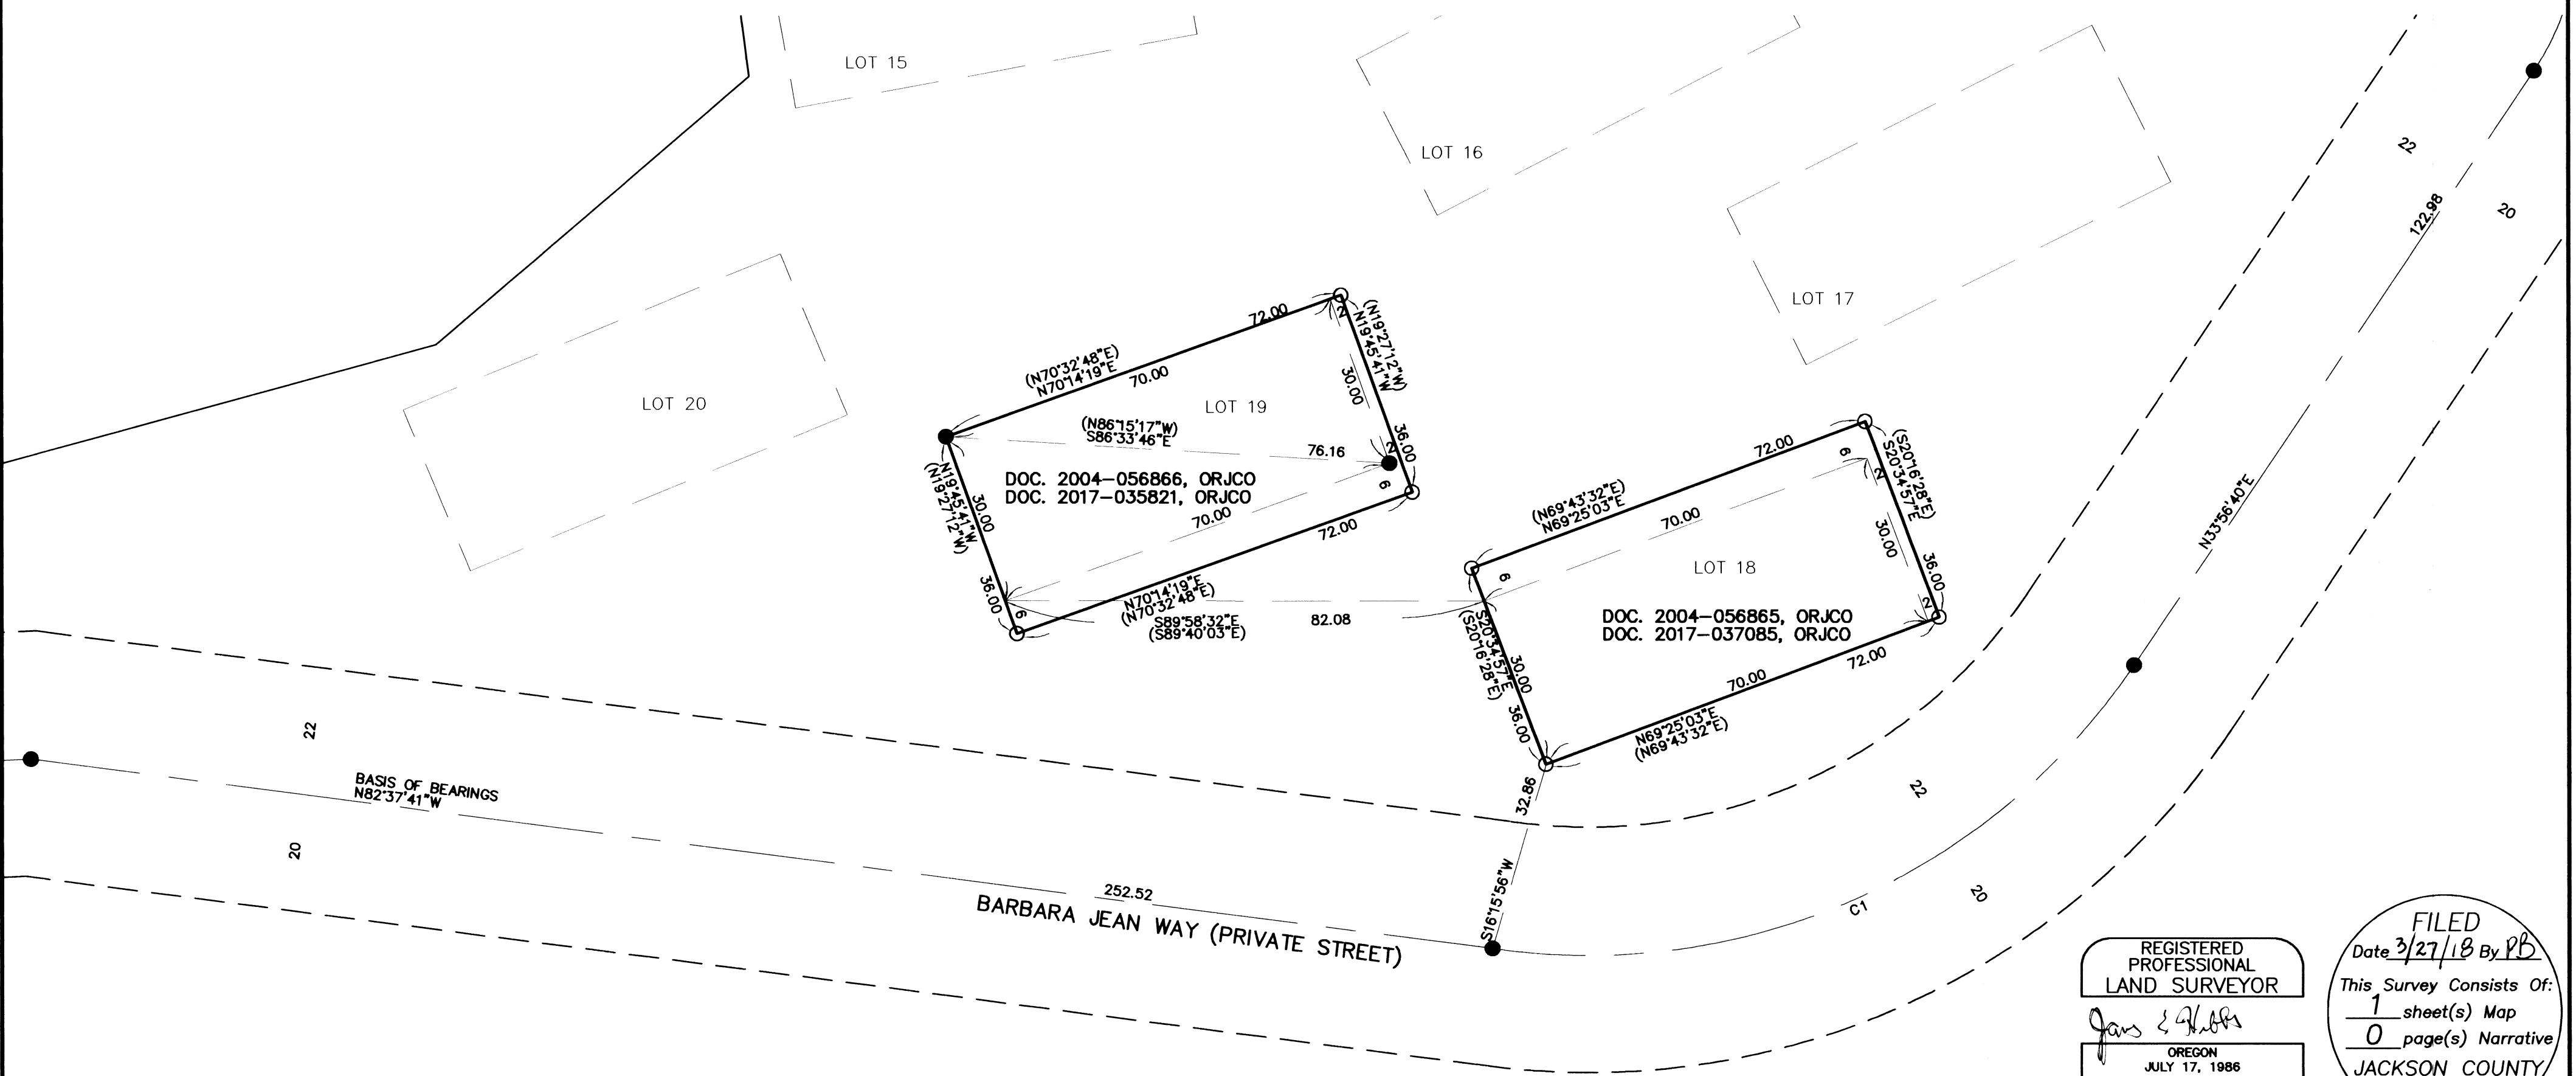 LOT 15
LOT 16
LOT 17
LOT 20
LOT 19
LOT 18
22
20
122.98
N33°56'40"E
72.00
(N70°32'48"E)
N70°14'19"E
70.00
2
(N19°27'12"W)
N19°45'41"W
30.00
36.00
(N86°15'17"W)
S86°33'46"E
76.16
2
6
DOC. 2004-056866, ORJCO
DOC. 2017-035821, ORJCO
N19°45'41"W
(N19°27'12"W)
30.00
36.00
6
70.00
72.00
N70°14'19"E
(N70°32'48"E)
S89°58'32"E
(S89°40'03"E)
82.08
72.00
(N69°43'32"E)
N69°25'03"E
70.00
6
2
(S20°16'28"E)
S20°34'57"E
30.00
36.00
2
6
DOC. 2004-056865, ORJCO
DOC. 2017-037085, ORJCO
S20°34'57"E
(S20°16'28"E)
30.00
36.00
70.00
72.00
N69°25'03"E
(N69°43'32"E)
32.86
S16°15'56"W
22
20
BASIS OF BEARINGS
N82°37'41"W
252.52
BARBARA JEAN WAY (PRIVATE STREET)
C1
22
20
REGISTERED
PROFESSIONAL
LAND SURVEYOR
OREGON
JULY 17, 1986
FILED
Date 3/27/18 By PB
This Survey Consists Of:
1 sheet(s) Map
0 page(s) Narrative
JACKSON COUNTY